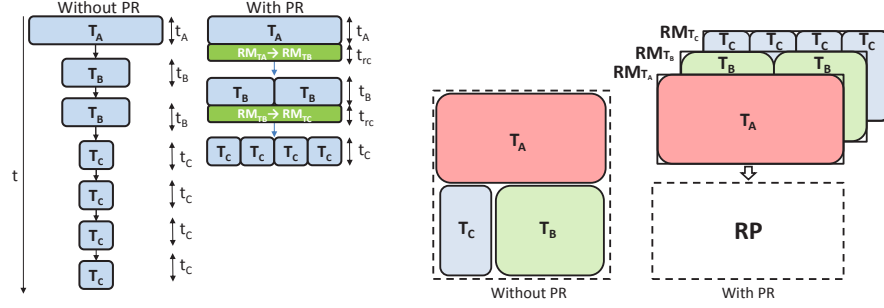 Without PR
With PR
T_A
t_A
T_A
t_A
RM_TA → RM_TB
t_rc
T_B
t_B
T_B
T_B
t_B
T_B
t_B
RM_TB → RM_TC
t_rc
T_C
t_C
T_C
T_C
T_C
T_C
t_C
t
T_C
t_C
T_C
t_C
T_C
t_C
T_A
T_C
T_B
Without PR
RM_TC
T_C
T_C
T_C
T_C
RM_TB
T_B
T_B
RM_TA
T_A
RP
With PR